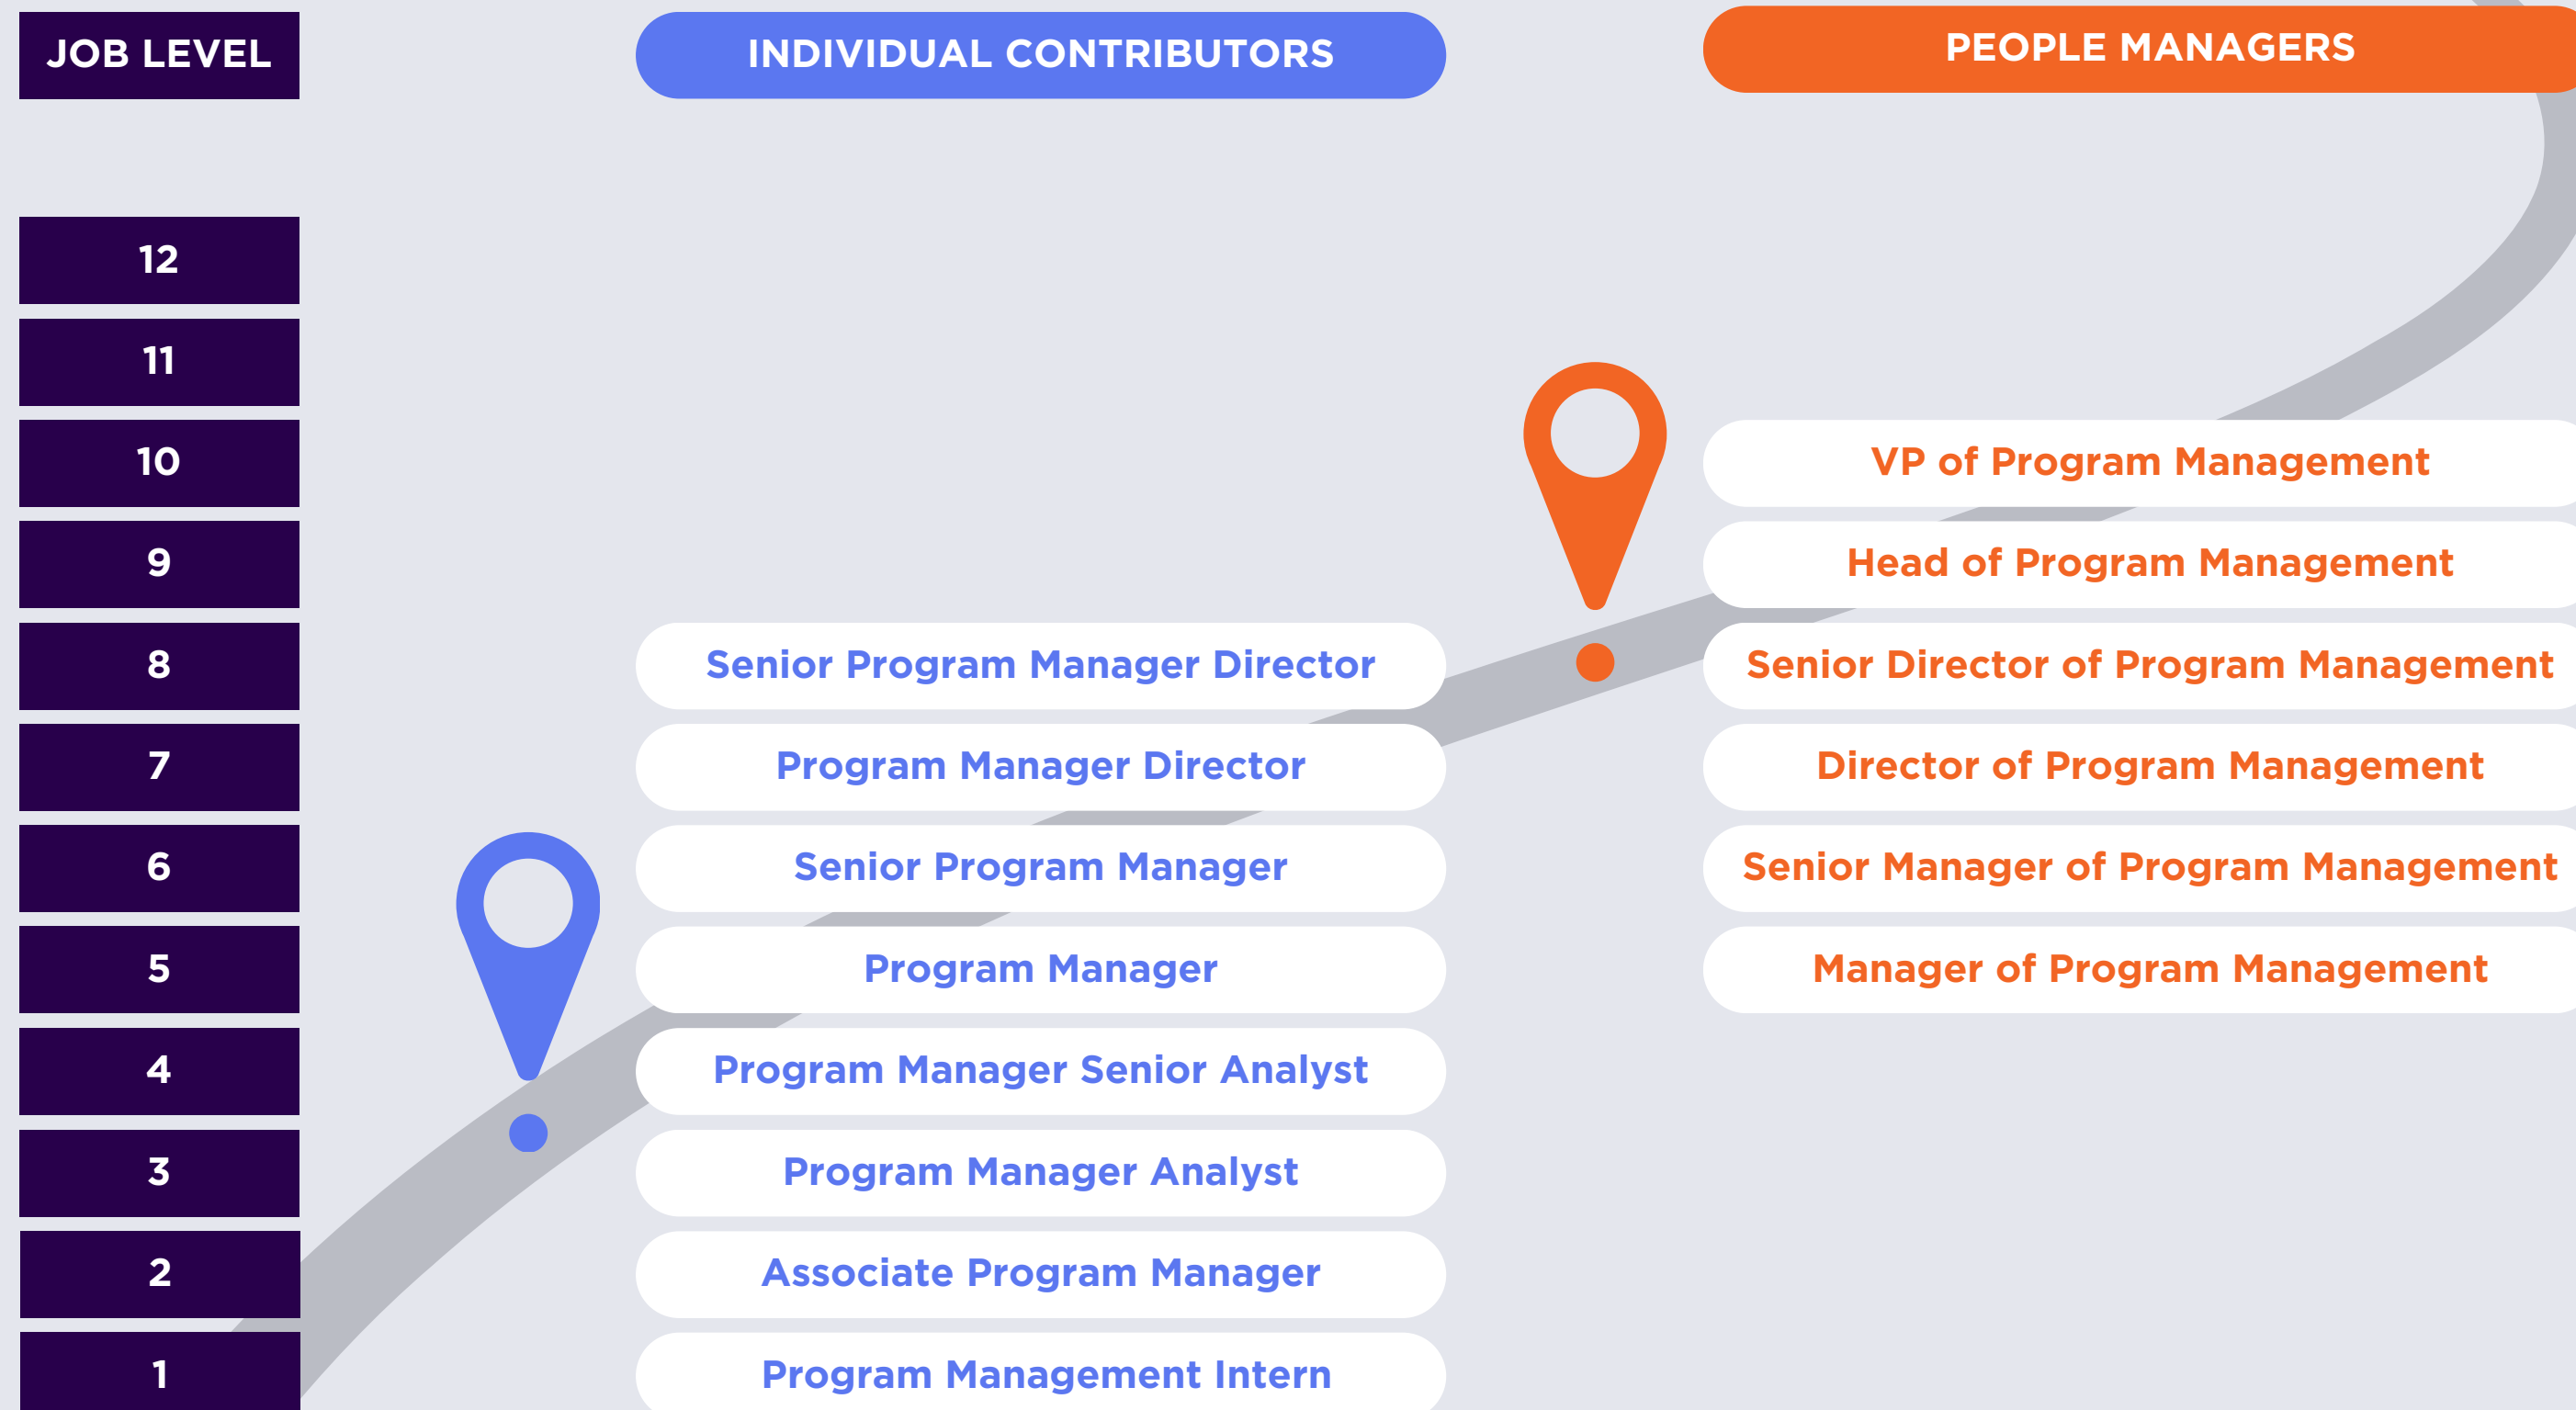 JOB LEVEL
INDIVIDUAL CONTRIBUTORS
PEOPLE MANAGERS
12
11
10
VP of Program Management
9
Head of Program Management
8
Senior Program Manager Director
Senior Director of Program Management
7
Program Manager Director
Director of Program Management
6
Senior Program Manager
Senior Manager of Program Management
5
Program Manager
Manager of Program Management
4
Program Manager Senior Analyst
3
Program Manager Analyst
2
Associate Program Manager
1
Program Management Intern